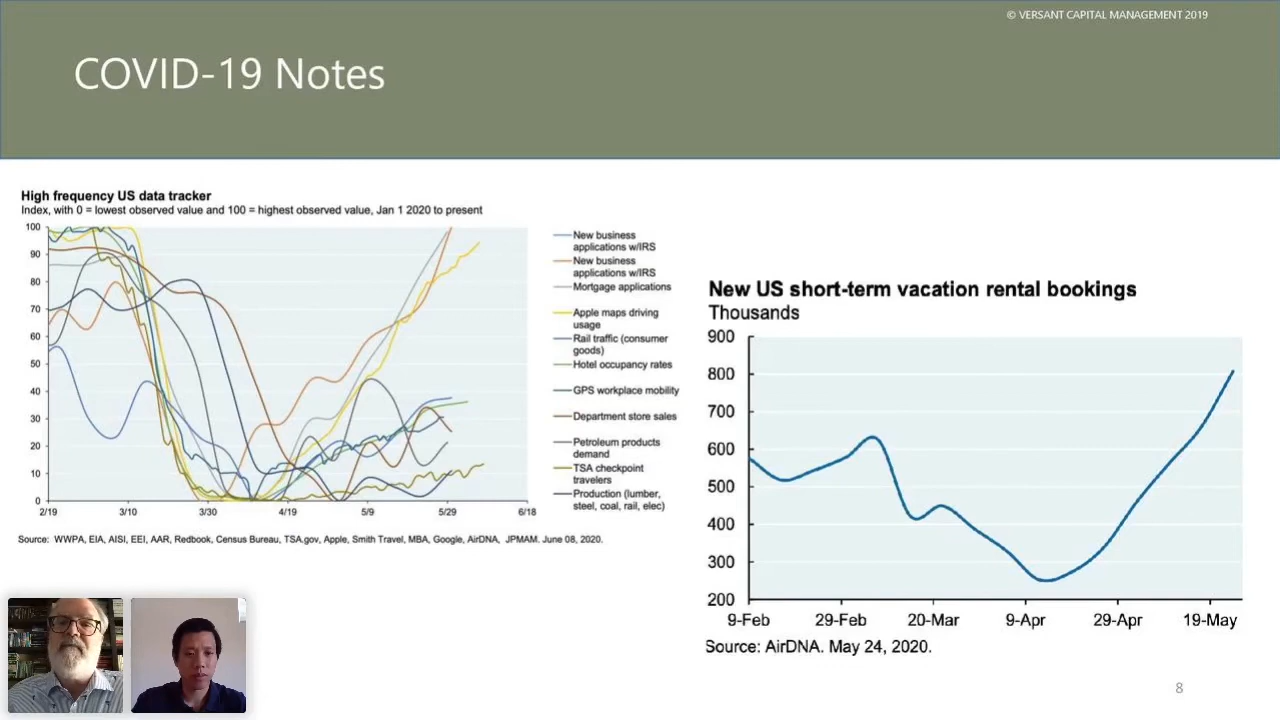 © VERSANT CAPITAL MANAGEMENT 2019
COVID-19 Notes
High frequency US data tracker
Index, with 0 = lowest observed value and 100 = highest observed value, Jan 1 2020 to present
100
90
80
70
60
50
40
30
20
10
0
2/19 3/10 3/30 4/19 5/9 5/29 6/18
New business
applications w/IRS
New business
applications w/IRS
Mortgage applications
Apple maps driving
usage
Rail traffic (consumer
goods)
Hotel occupancy rates
GPS workplace mobility
Department store sales
Petroleum products
demand
TSA checkpoint
travelers
Production (lumber,
steel, coal, rail, elec)
Source: WWPA, EIA, AISI, EEI, AAR, Redbook, Census Bureau, TSA.gov, Apple, Smith Travel, MBA, Google, AirDNA, JPMAM. June 08, 2020.
New US short-term vacation rental bookings
Thousands
900
800
700
600
500
400
300
200
9-Feb 29-Feb 20-Mar 9-Apr 29-Apr 19-May
Source: AirDNA. May 24, 2020.
8